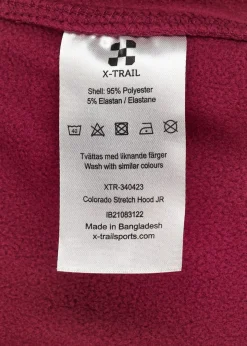 X-TRAIL
Shell: 95% Polyester
5% Elastan / Elastane
40
Tvättas med liknande färger
Wash with similar colours
XTR-340423
Colorado Stretch Hood JR
IB21083122
Made in Bangladesh
x-trailsports.com